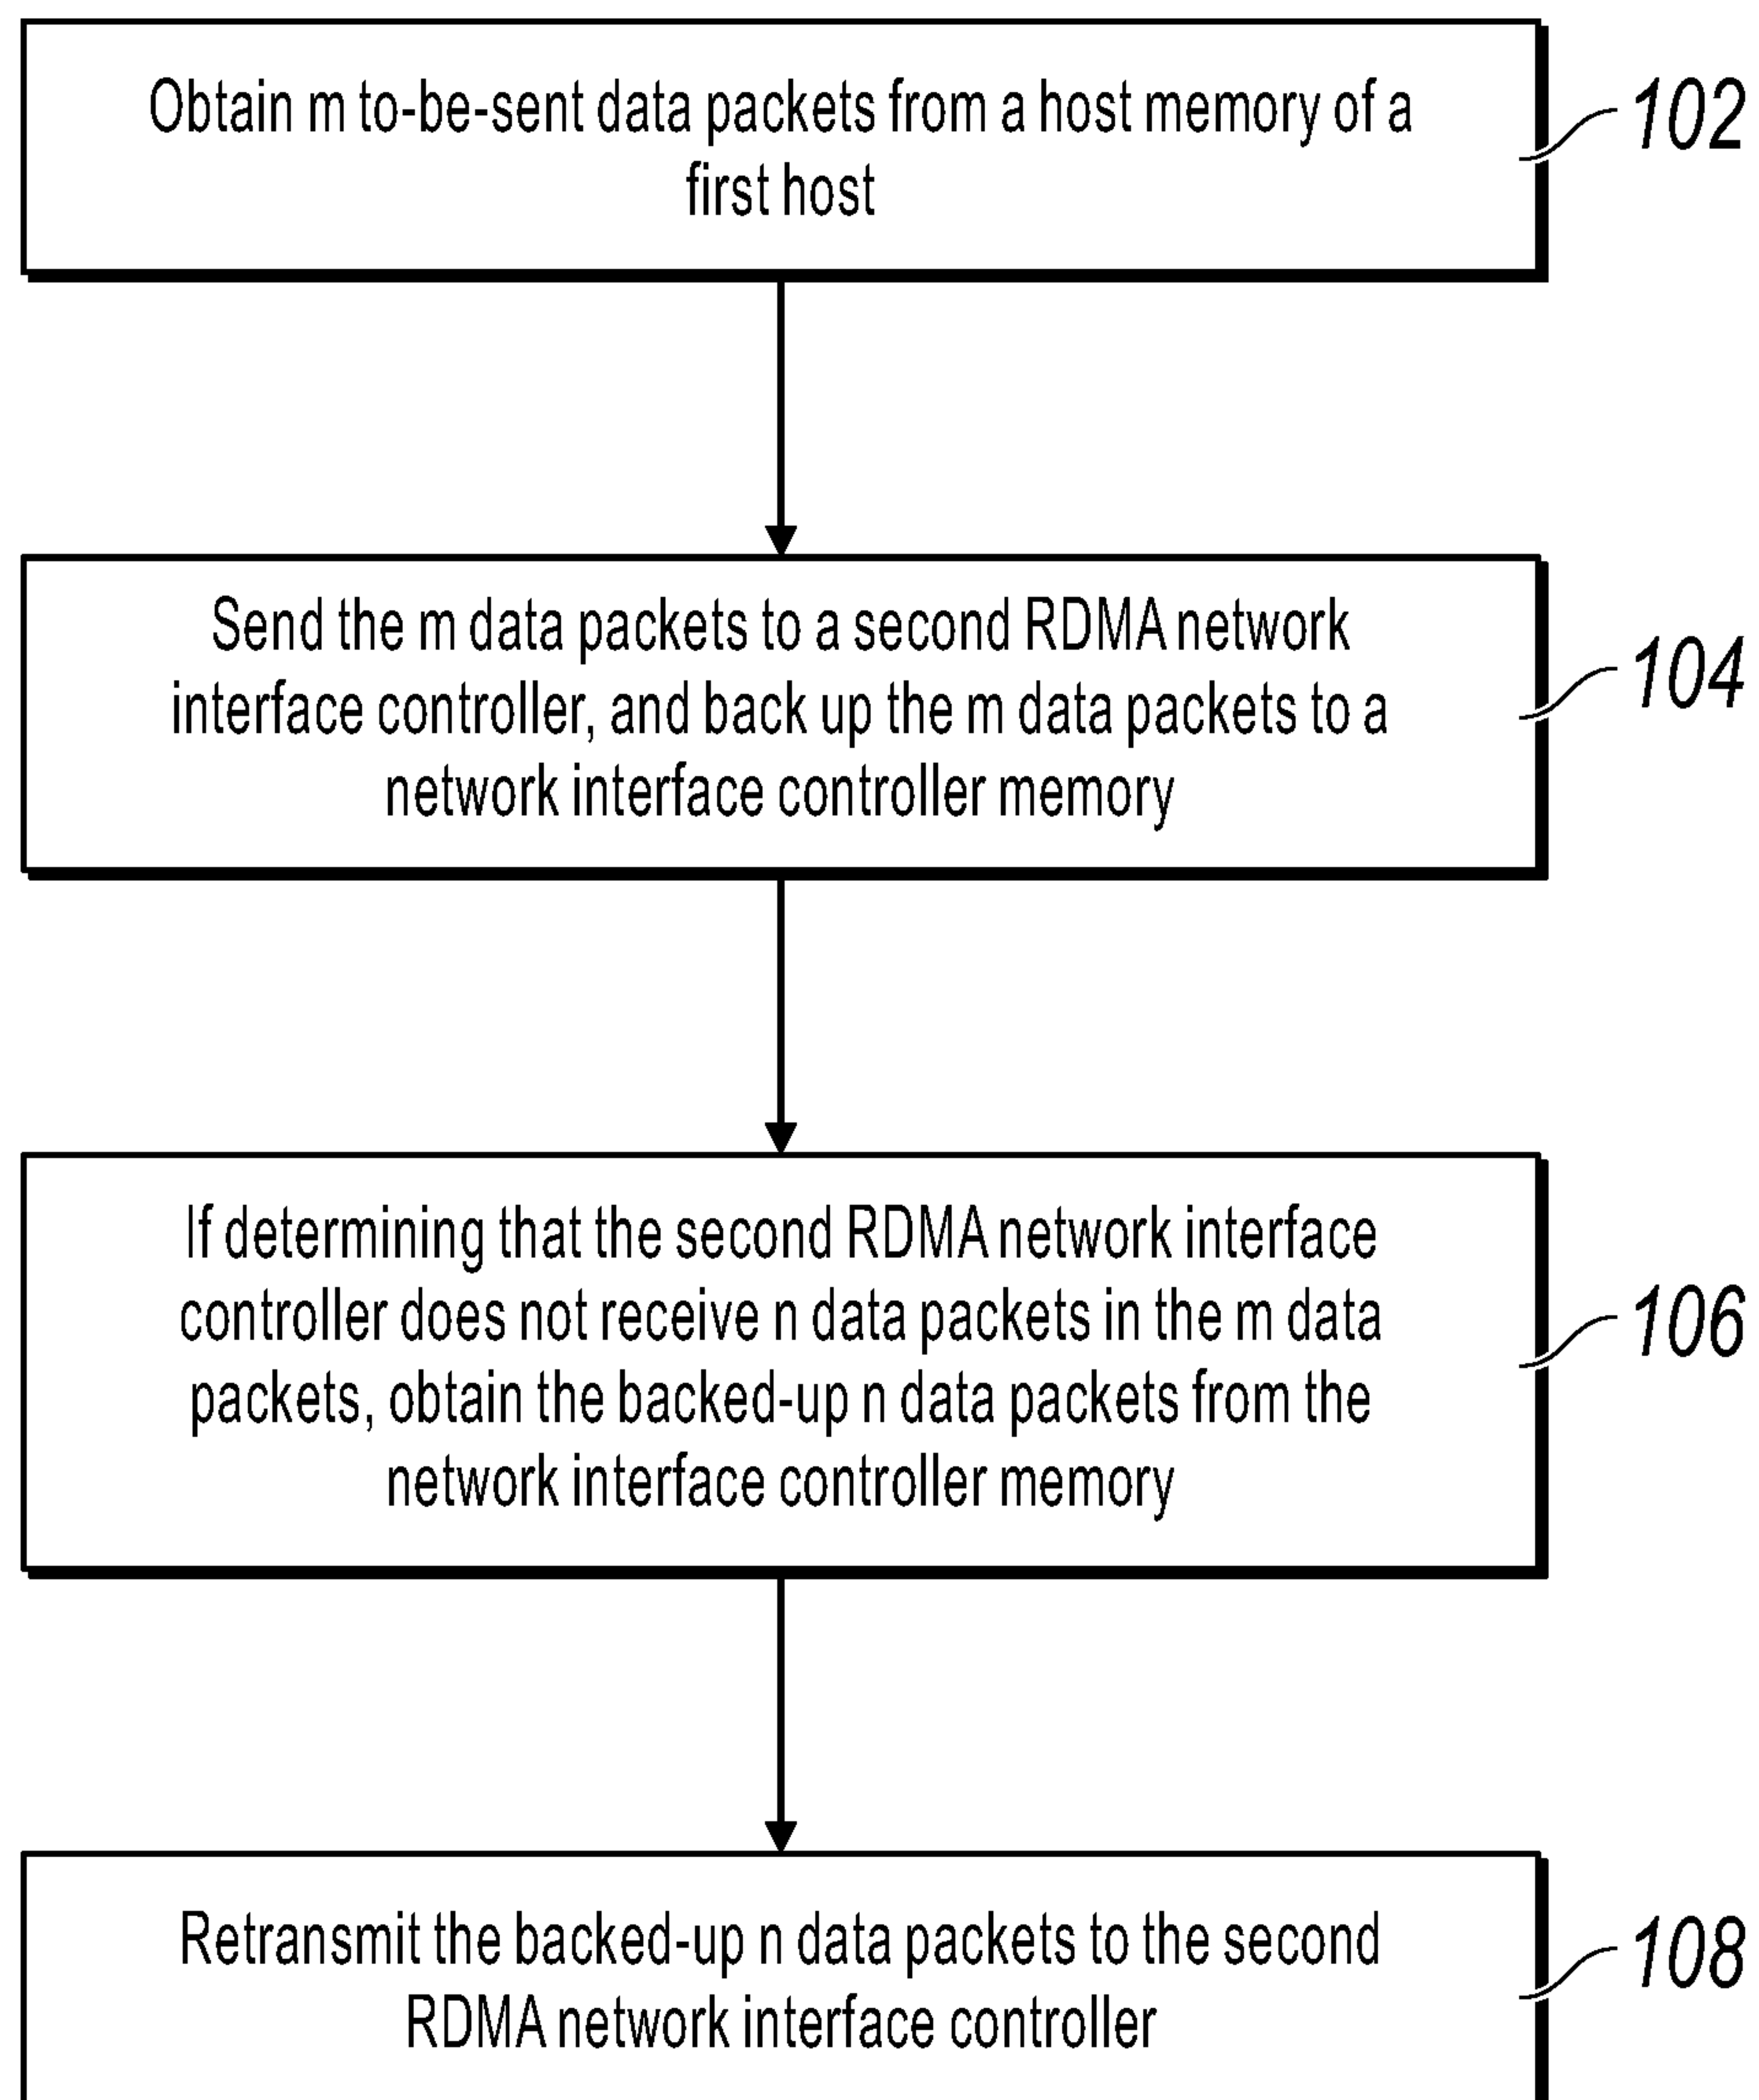 Obtain m to-be-sent data packets from a host memory of a
first host
102
Send the m data packets to a second RDMA network
interface controller, and back up the m data packets to a
network interface controller memory
104
If determining that the second RDMA network interface
controller does not receive n data packets in the m data
packets, obtain the backed-up n data packets from the
network interface controller memory
106
Retransmit the backed-up n data packets to the second
RDMA network interface controller
108